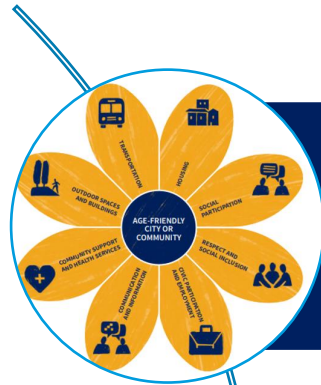 TRANSPORTATION
HOUSING
OUTDOOR SPACES
AND BUILDINGS
SOCIAL
PARTICIPATION
AGE-FRIENDLY
CITY OR
COMMUNITY
COMMUNITY SUPPORT
AND HEALTH SERVICES
RESPECT AND
SOCIAL INCLUSION
COMMUNICATION
AND INFORMATION
CIVIC PARTICIPATION
AND EMPLOYMENT